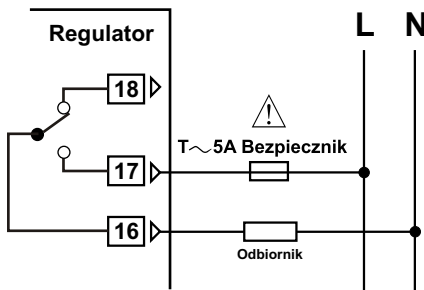 Regulator
L N
18
!
T~5A Bezpiecznik
17
16
Odbiornik